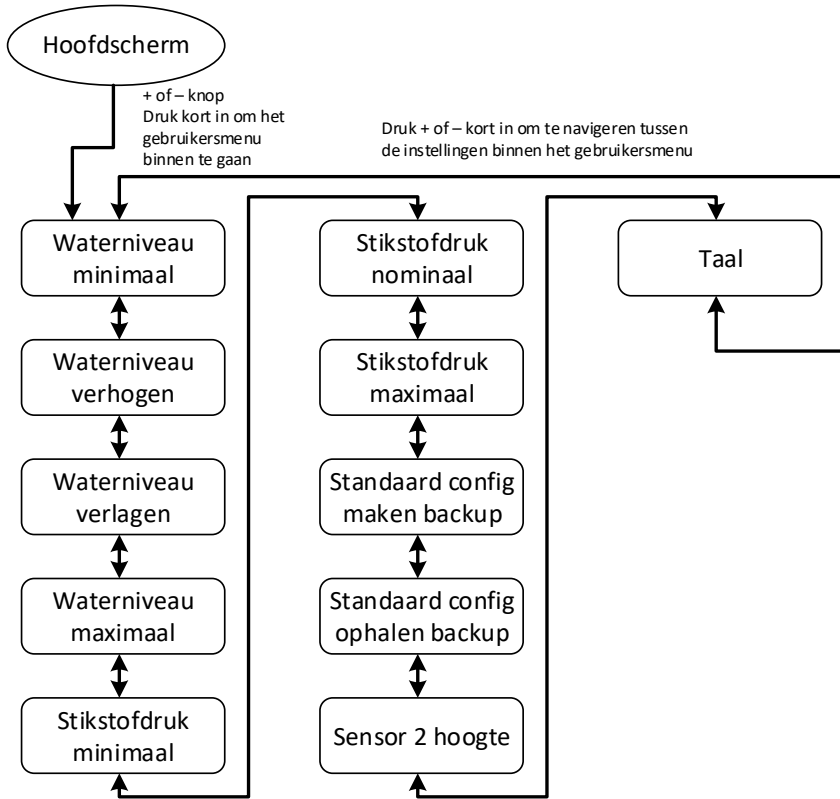 Hoofdscherm
+ of – knop
Druk kort in om het
gebruikersmenu
binnen te gaan
Druk + of – kort in om te navigeren tussen
de instellingen binnen het gebruikersmenu
Waterniveau
minimaal
Waterniveau
verhogen
Waterniveau
verlagen
Waterniveau
maximaal
Stikstofdruk
minimaal
Stikstofdruk
nominaal
Stikstofdruk
maximaal
Standaard config
maken backup
Standaard config
ophalen backup
Sensor 2 hoogte
Taal